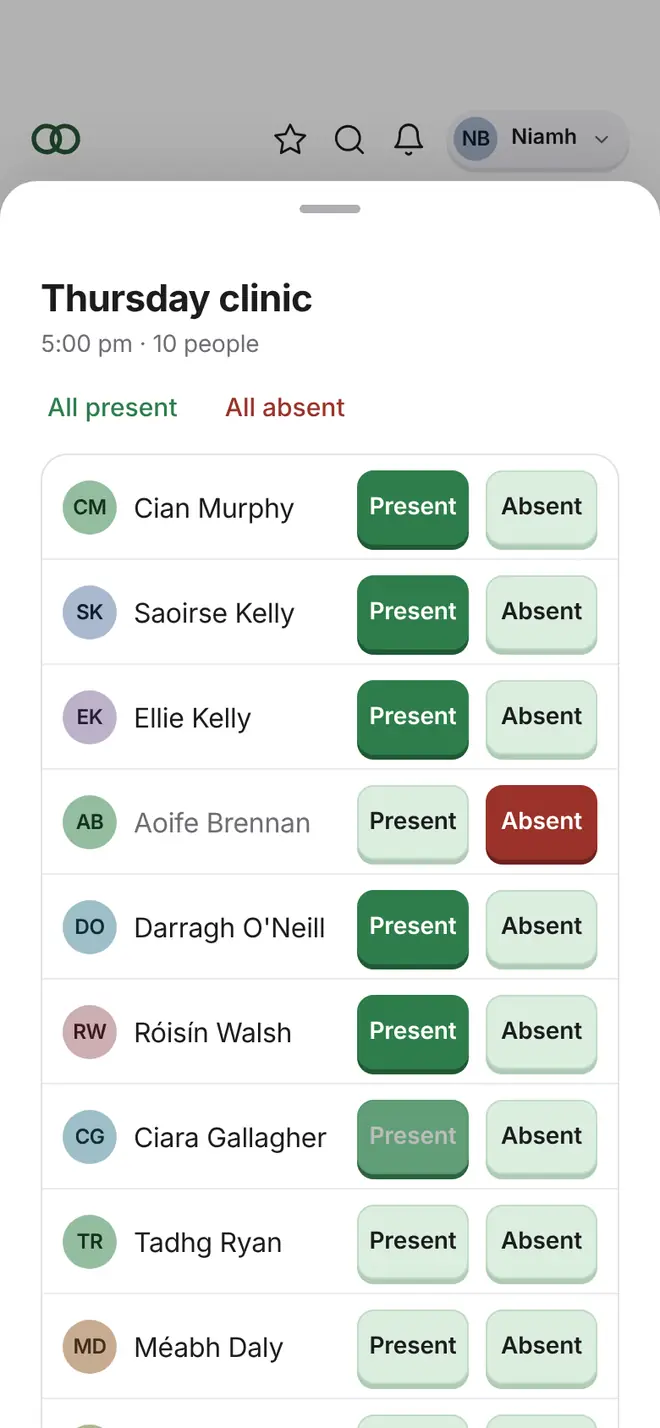 NB Niamh
Thursday clinic
5:00 pm · 10 people
All present All absent
CM Cian Murphy Present Absent
SK Saoirse Kelly Present Absent
EK Ellie Kelly Present Absent
AB Aoife Brennan Present Absent
DO Darragh O'Neill Present Absent
RW Róisín Walsh Present Absent
CG Ciara Gallagher Present Absent
TR Tadhg Ryan Present Absent
MD Méabh Daly Present Absent